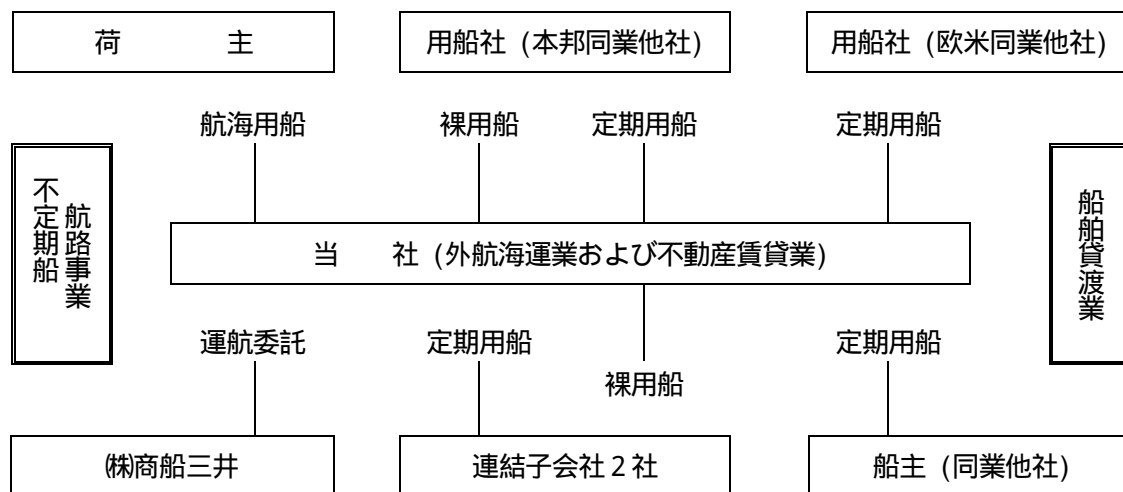 荷　　　主
用船社 (本邦同業他社)
用船社 (欧米同業他社)
航海用船
裸用船
定期用船
定期用船
不定期船
航路事業
船舶貸渡業
当　　社 (外航海運業および不動産賃貸業)
運航委託
定期用船
裸用船
定期用船
㈱商船三井
連結子会社２社
船主 (同業他社)